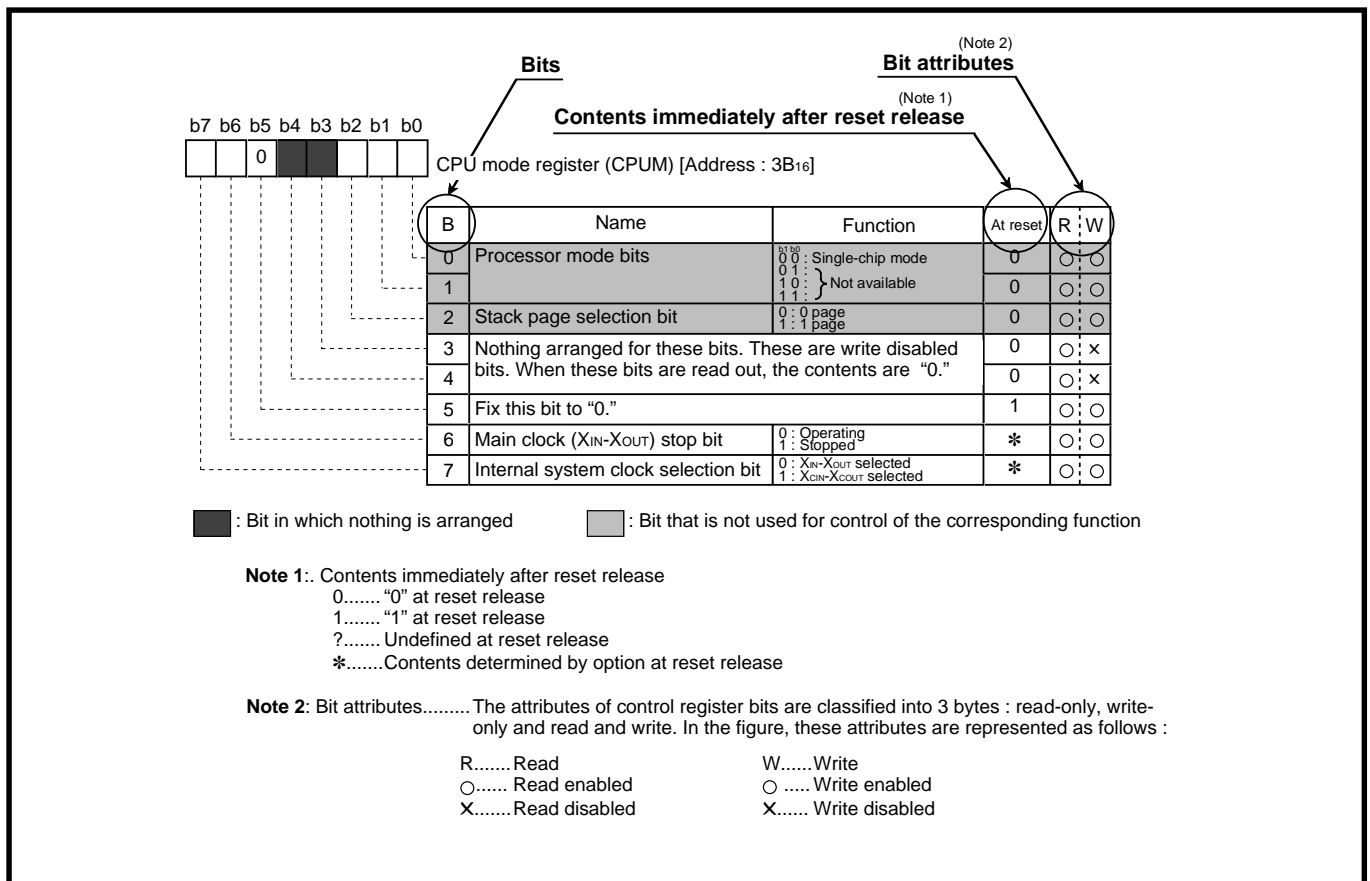 (Note 2)
Bits
Bit attributes
(Note 1)
Contents immediately after reset release
b7 b6 b5 b4 b3 b2 b1 b0
0
CPU mode register (CPUM) [Address : 3B16]
B Name Function At reset R W
0 Processor mode bits b1 b0 0 ○ ○
0 0 : Single-chip mode
0 1 :
1 1 0 : } Not available 0 ○ ○
1 1 :
2 Stack page selection bit 0 : 0 page 0 ○ ○
1 : 1 page
3 Nothing arranged for these bits. These are write disabled 0 ○ ×
4 bits. When these bits are read out, the contents are “0.” 0 ○ ×
5 Fix this bit to “0.” 1 ○ ○
6 Main clock (XIN-XOUT) stop bit 0 : Operating ✻ ○ ○
1 : Stopped
7 Internal system clock selection bit 0 : XIN-XOUT selected ✻ ○ ○
1 : XCIN-XCOUT selected
: Bit in which nothing is arranged : Bit that is not used for control of the corresponding function
Note 1:. Contents immediately after reset release
0....... “0” at reset release
1....... “1” at reset release
?....... Undefined at reset release
✻.......Contents determined by option at reset release
Note 2: Bit attributes......... The attributes of control register bits are classified into 3 bytes : read-only, write-
only and read and write. In the figure, these attributes are represented as follows :
R.......Read W......Write
○...... Read enabled ○ ..... Write enabled
×.......Read disabled ×...... Write disabled